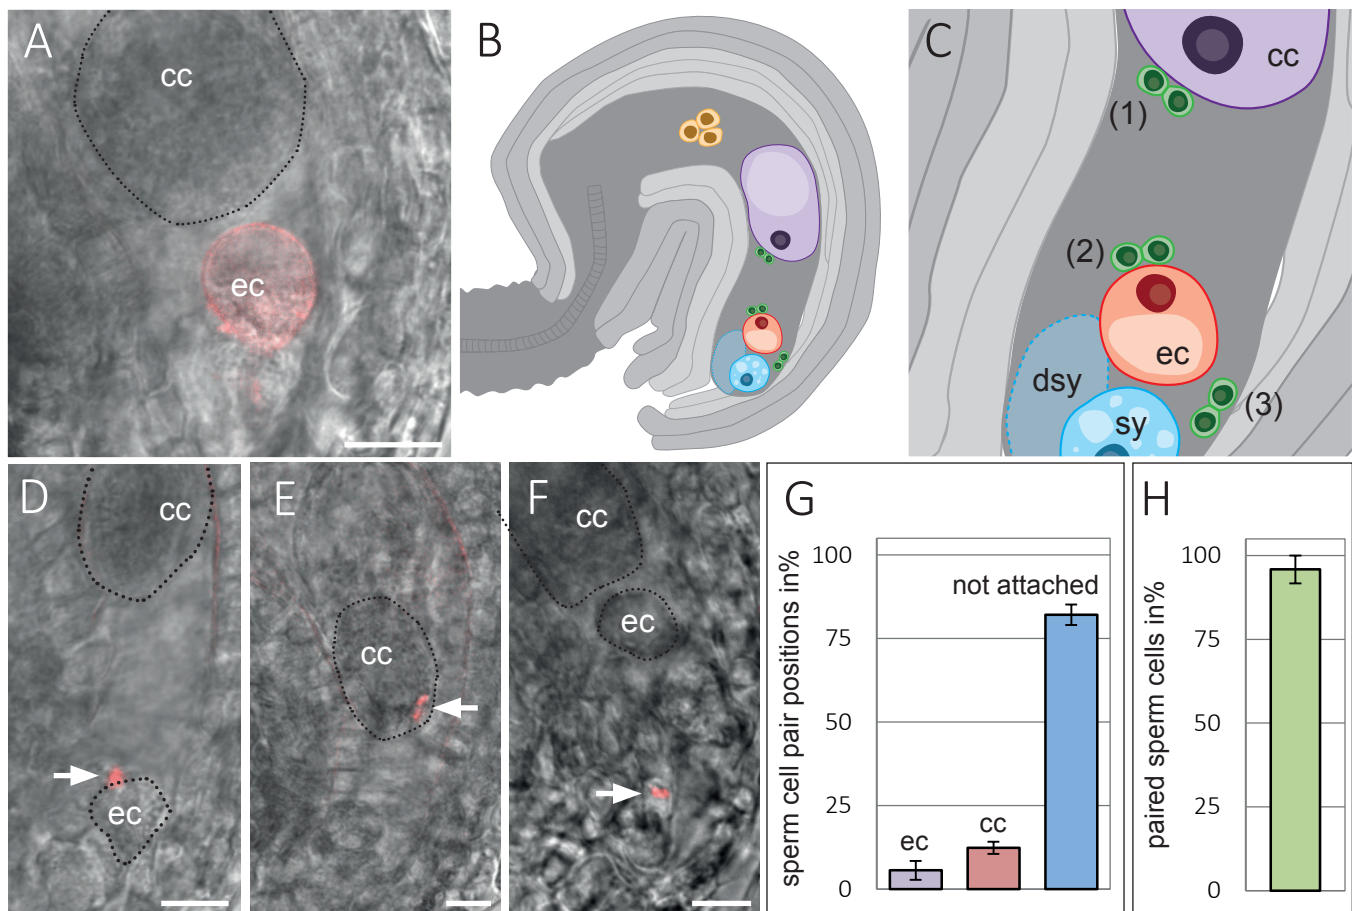 A
cc
ec
B
C
cc
(1)
(2)
ec
dsy
sy
(3)
D
cc
ec
E
cc
F
cc
ec
G
sperm cell pair positions in%
100
75
50
25
0
ec
cc
not attached
H
paired sperm cells in%
100
75
50
25
0